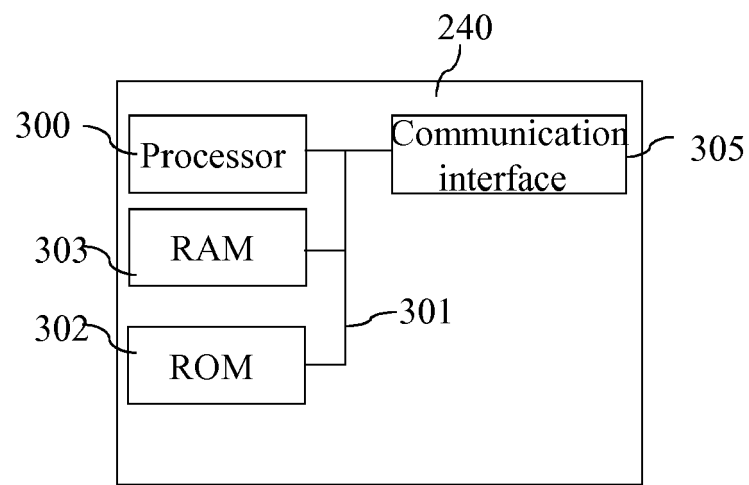 240
300
Processor
Communication
interface
305
303
RAM
301
302
ROM